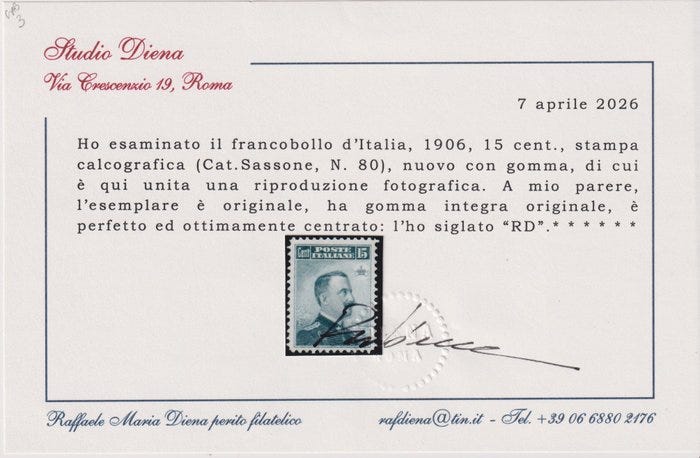 Studio Diena
Via Crescenzio 19, Roma
7 aprile 2026
Ho esaminato il francobollo d'Italia, 1906, 15 cent., stampa
calcografica (Cat.Sassone, N. 80), nuovo con gomma, di cui
è qui unita una riproduzione fotografica. A mio parere,
l'esemplare è originale, ha gomma integra originale, è
perfetto ed ottimamente centrato: l'ho siglato "RD".* * * * * *
Cent POSTE ITALIANE 15
ROMA
Raffaele Maria Diena perito filatelico
rafdiena@tin.it - Tel. +39 06 6880 2176